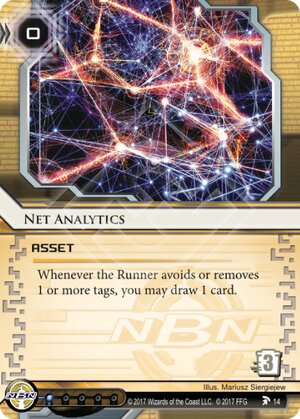 0
NET ANALYTICS
ASSET
Whenever the Runner avoids or removes
1 or more tags, you may draw 1 card.
NBN
3
Illus. Mariusz Siergiejew
NBN
© 2017 Wizards of the Coast LLC. © 2017 FFG 14